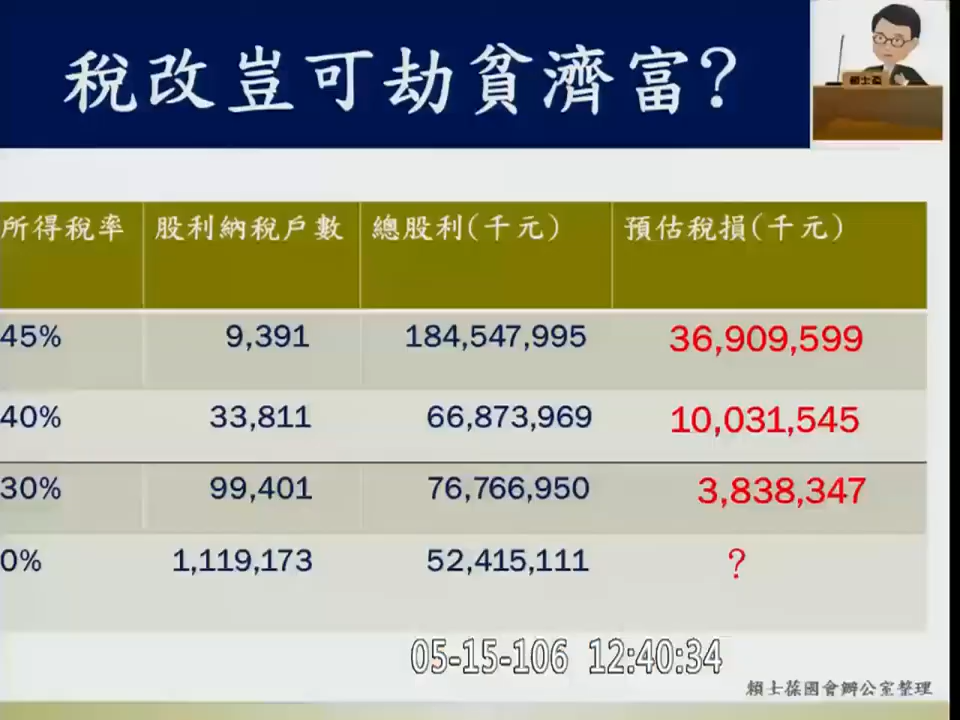 稅改豈可劫貧濟富?
賴士葆
所得稅率 股利納稅戶數 總股利(千元) 預估稅損(千元)
45% 9,391 184,547,995 36,909,599
40% 33,811 66,873,969 10,031,545
30% 99,401 76,766,950 3,838,347
0% 1,119,173 52,415,111 ?
05-15-106 12:40:34
賴士葆國會辦公室整理